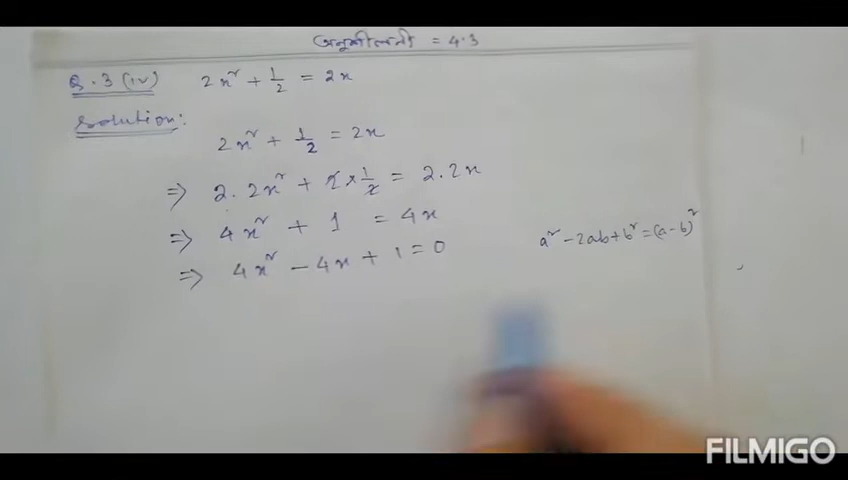 অনুশীলনী = 4.3
Q.3 (iv) 2x² + 1/2 = 2x
Solution:
2x² + 1/2 = 2x
⇒ 2.2x² + 2×1/2 = 2.2x
⇒ 4x² + 1 = 4x
⇒ 4x² - 4x + 1 = 0
a² - 2ab + b² = (a-b)²
FILMIGO